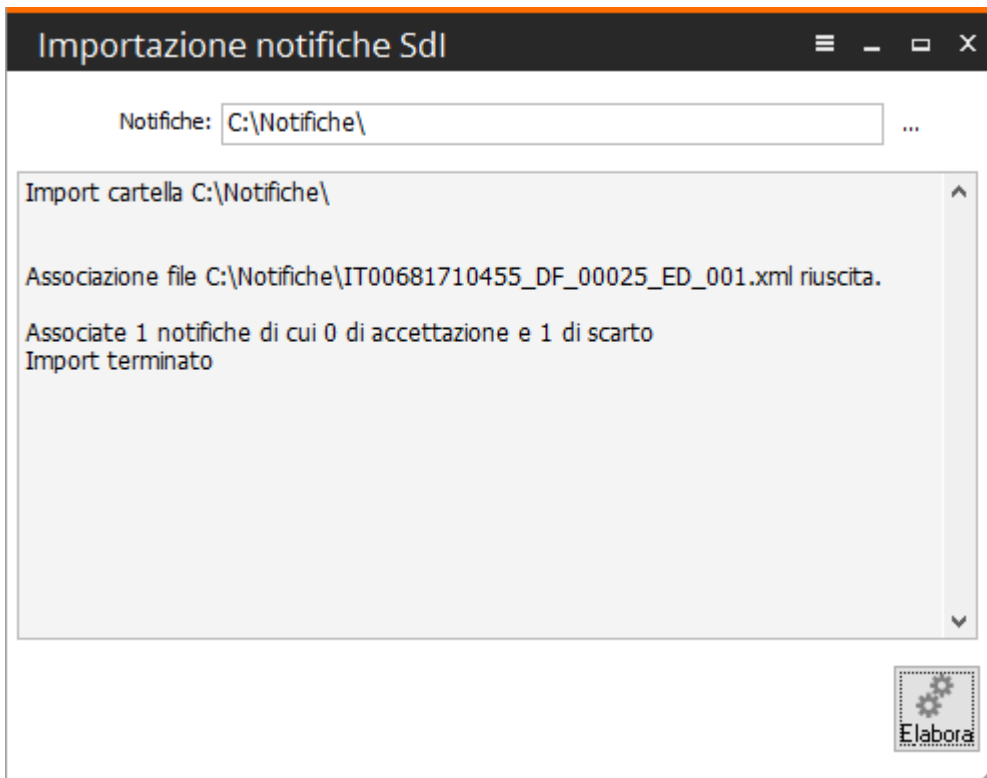 Importazione notifiche SdI
Notifiche: C:\Notifiche\ ...
Import cartella C:\Notifiche\
Associazione file C:\Notifiche\IT00681710455_DF_00025_ED_001.xml riuscita.
Associate 1 notifiche di cui 0 di accettazione e 1 di scarto
Import terminato
Elabora